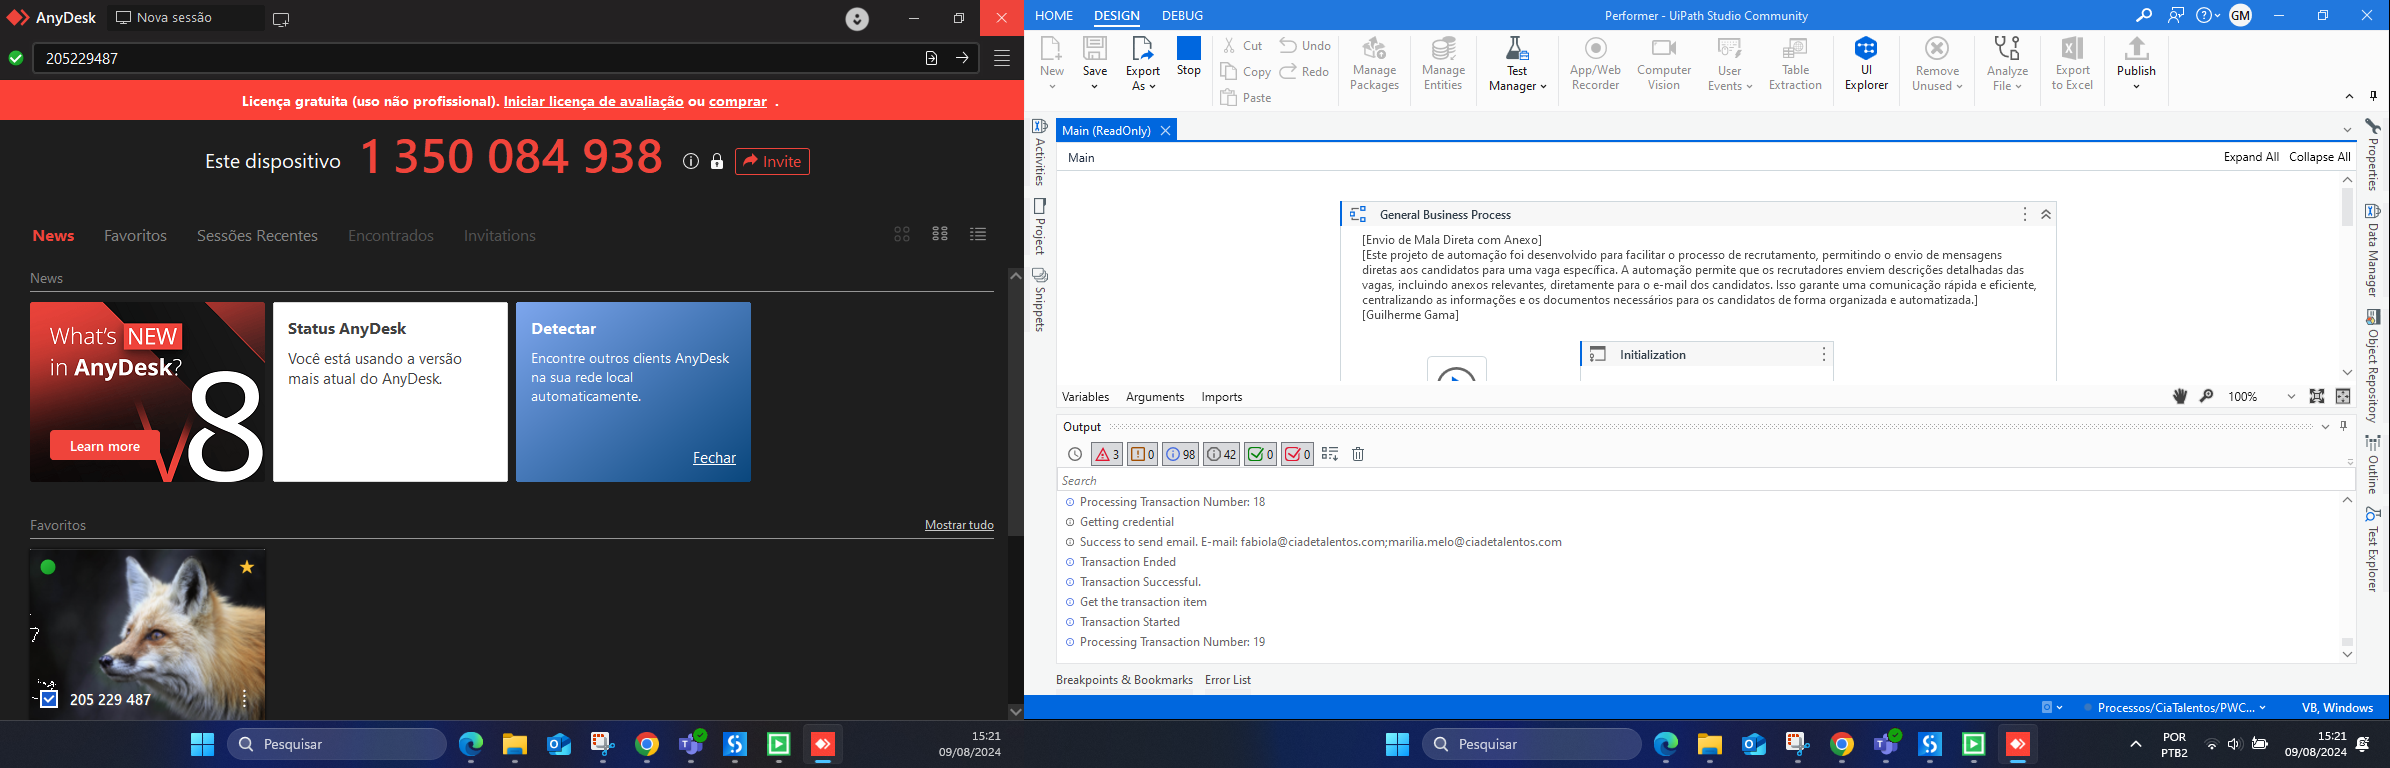 AnyDesk
Nova sessão
205229487
Licença gratuita (uso não profissional). Iniciar licença de avaliação ou comprar .
Este dispositivo 1 350 084 938 Invite
News Favoritos Sessões Recentes Encontrados Invitations
News
What's NEW
in AnyDesk?
V8
Learn more
Status AnyDesk
Você está usando a versão
mais atual do AnyDesk.
Detectar
Encontre outros clients AnyDesk
na sua rede local
automaticamente.
Fechar
Favoritos
Mostrar tudo
205 229 487
Pesquisar
15:21
09/08/2024
HOME DESIGN DEBUG
Performer - UiPath Studio Community
GM
New
Save
Export
As
Stop
Cut
Copy
Paste
Undo
Redo
Manage
Packages
Manage
Entities
Test
Manager
App/Web
Recorder
Computer
Vision
User
Events
Table
Extraction
UI
Explorer
Remove
Unused
Analyze
File
Export
to Excel
Publish
Activities
Project
Snippets
Main (ReadOnly)
Main
Expand All Collapse All
General Business Process
[Envio de Mala Direta com Anexo]
[Este projeto de automação foi desenvolvido para facilitar o processo de recrutamento, permitindo o envio de mensagens
diretas aos candidatos para uma vaga específica. A automação permite que os recrutadores enviem descrições detalhadas das
vagas, incluindo anexos relevantes, diretamente para o e-mail dos candidatos. Isso garante uma comunicação rápida e eficiente,
centralizando as informações e os documentos necessários para os candidatos de forma organizada e automatizada.]
[Guilherme Gama]
Initialization
Variables Arguments Imports
100%
Output
3 0 98 42 0 0
Search
Processing Transaction Number: 18
Getting credential
Success to send email. E-mail: fabiola@ciadetalentos.com;marilia.melo@ciadetalentos.com
Transaction Ended
Transaction Successful.
Get the transaction item
Transaction Started
Processing Transaction Number: 19
Breakpoints & Bookmarks Error List
Properties
Data Manager
Object Repository
Outline
Test Explorer
Processos/CiaTalentos/PWC...
VB, Windows
Pesquisar
POR
PTB2
15:21
09/08/2024